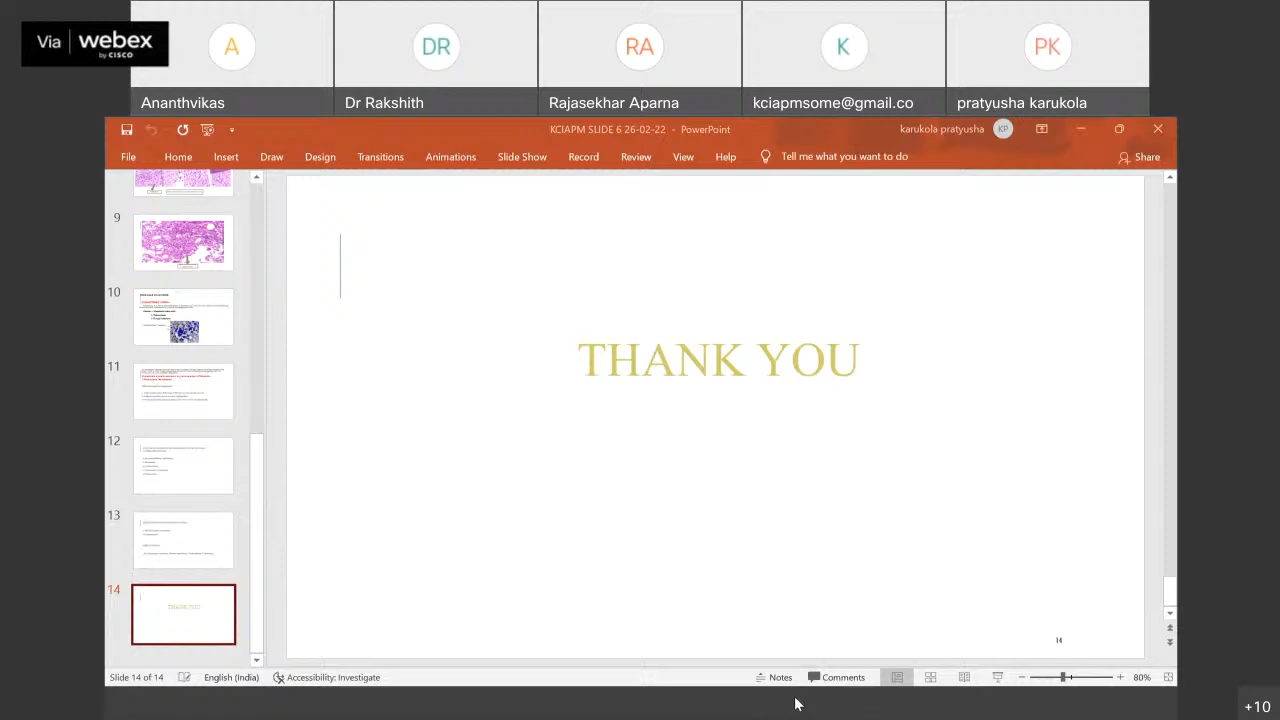 Via webex
by CISCO
A
DR
RA
K
PK
Ananthvikas
Dr Rakshith
Rajasekhar Aparna
kciapmsome@gmail.co
pratyusha karukola
KCIAPM SLIDE 6 26-02-22 - PowerPoint
karukola pratyusha KP
File Home Insert Draw Design Transitions Animations Slide Show Record Review View Help Tell me what you want to do Share
9
10
11
12
13
14
THANK YOU
THANK YOU
14
Slide 14 of 14 English (India) Accessibility: Investigate Notes Comments 80%
+10